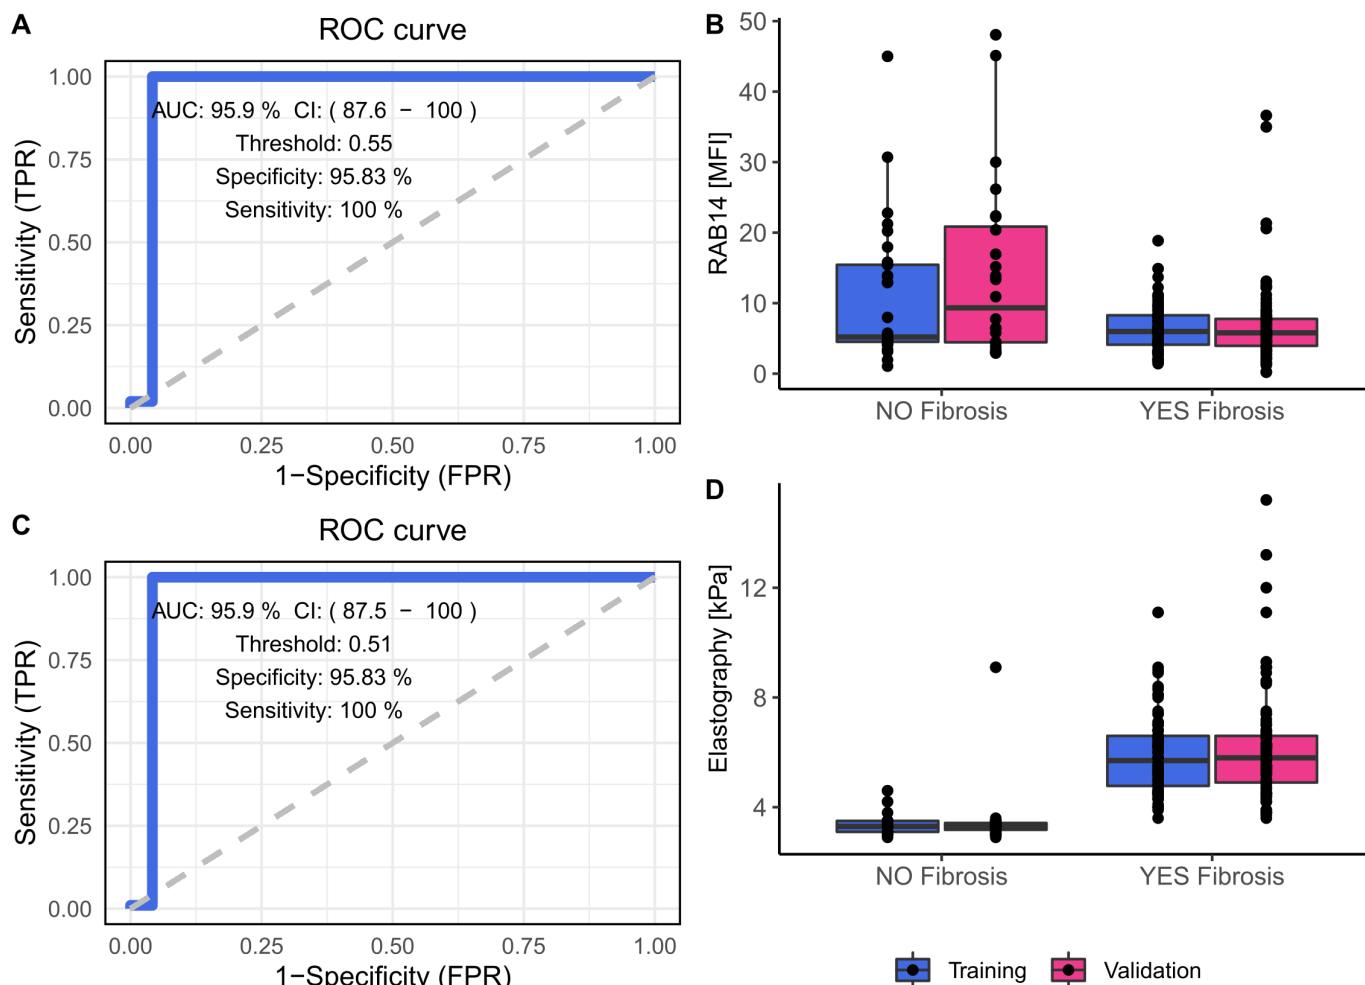 A
ROC curve
1.00
0.75
0.50
0.25
0.00
Sensitivity (TPR)
AUC: 95.9 % CI: ( 87.6 − 100 )
Threshold: 0.55
Specificity: 95.83 %
Sensitivity: 100 %
0.00 0.25 0.50 0.75 1.00
1−Specificity (FPR)
B
50
40
30
20
10
0
RAB14 [MFI]
NO Fibrosis YES Fibrosis
C
ROC curve
1.00
0.75
0.50
0.25
0.00
Sensitivity (TPR)
AUC: 95.9 % CI: ( 87.5 − 100 )
Threshold: 0.51
Specificity: 95.83 %
Sensitivity: 100 %
0.00 0.25 0.50 0.75 1.00
1−Specificity (FPR)
D
12
8
4
Elastography [kPa]
NO Fibrosis YES Fibrosis
Training Validation